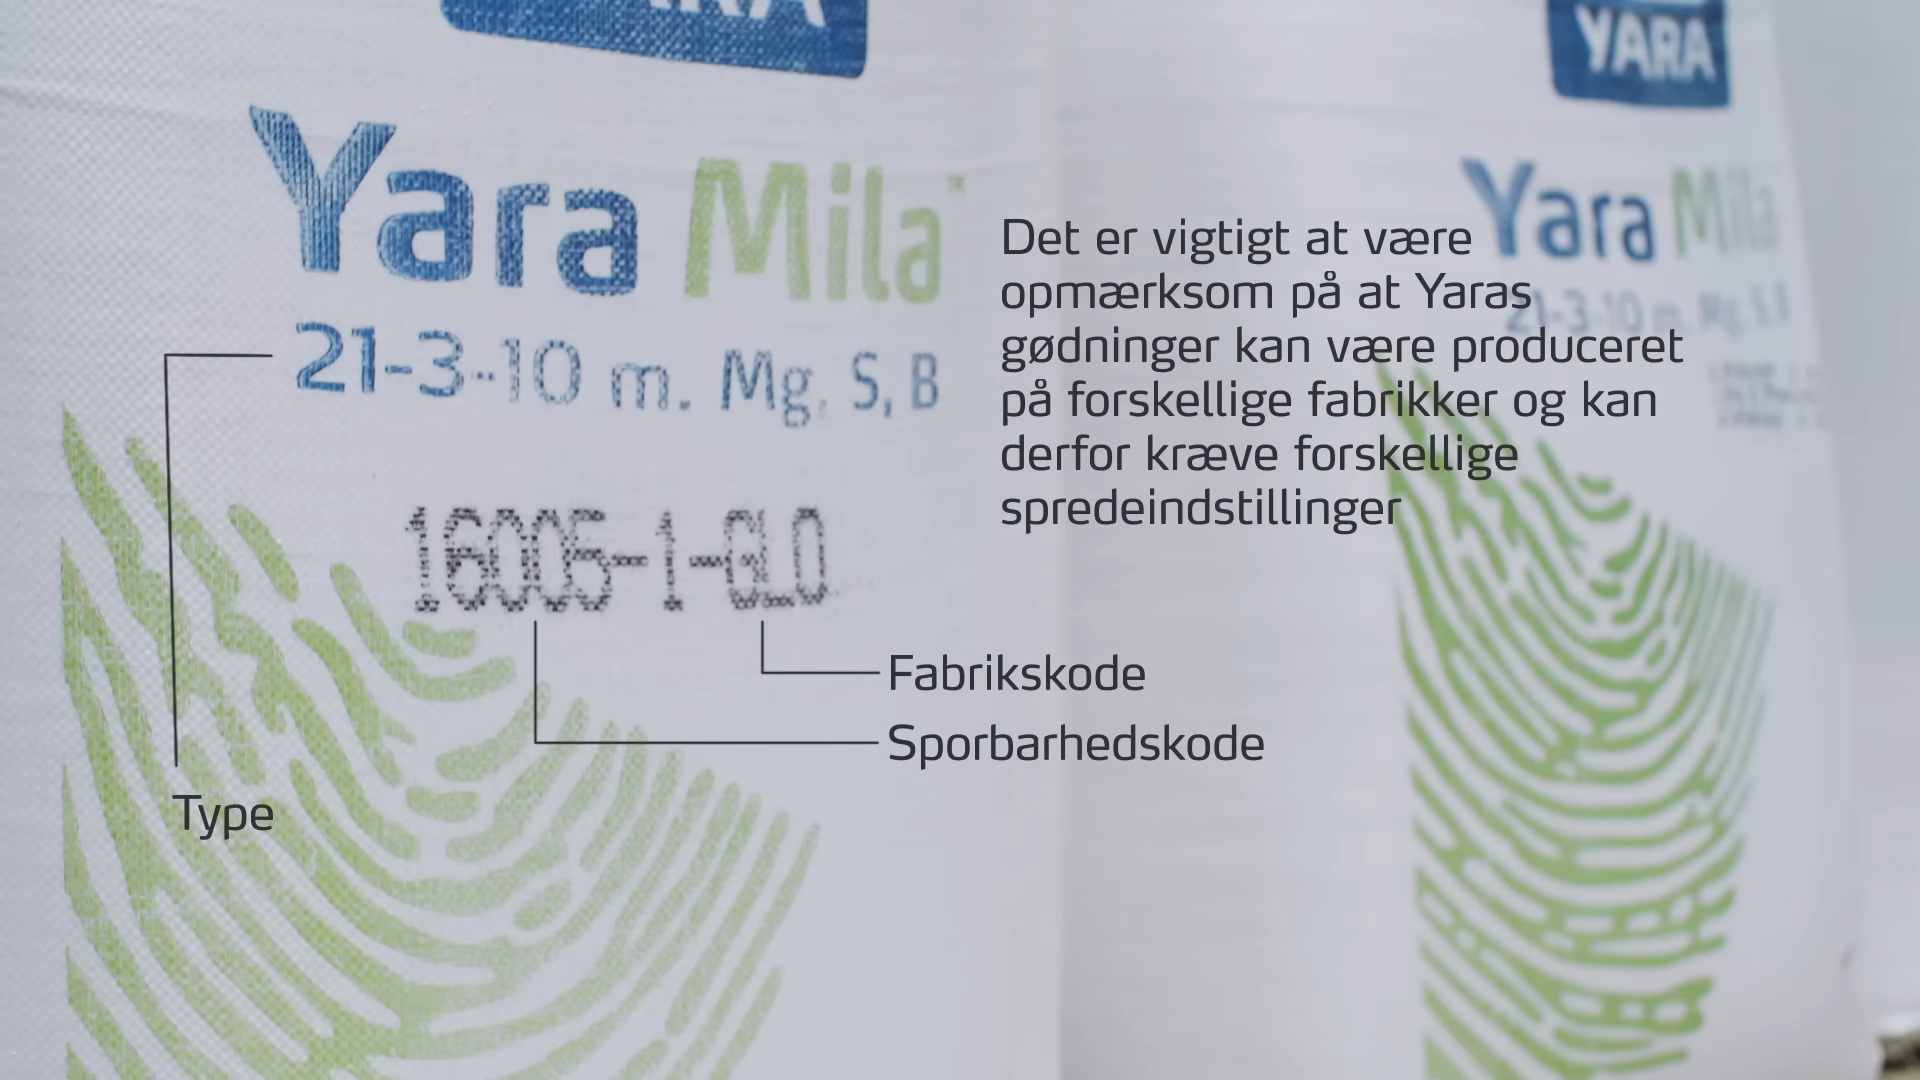 YARA
Yara Mila
21-3-10 m. Mg, S, B
16005-1-GLO
Det er vigtigt at være
opmærksom på at Yaras
gødninger kan være produceret
på forskellige fabrikker og kan
derfor kræve forskellige
spredeindstillinger
Fabrikskode
Sporbarhedskode
Type
YARA
Yara Mila
21-3-10 m. Mg, S, B